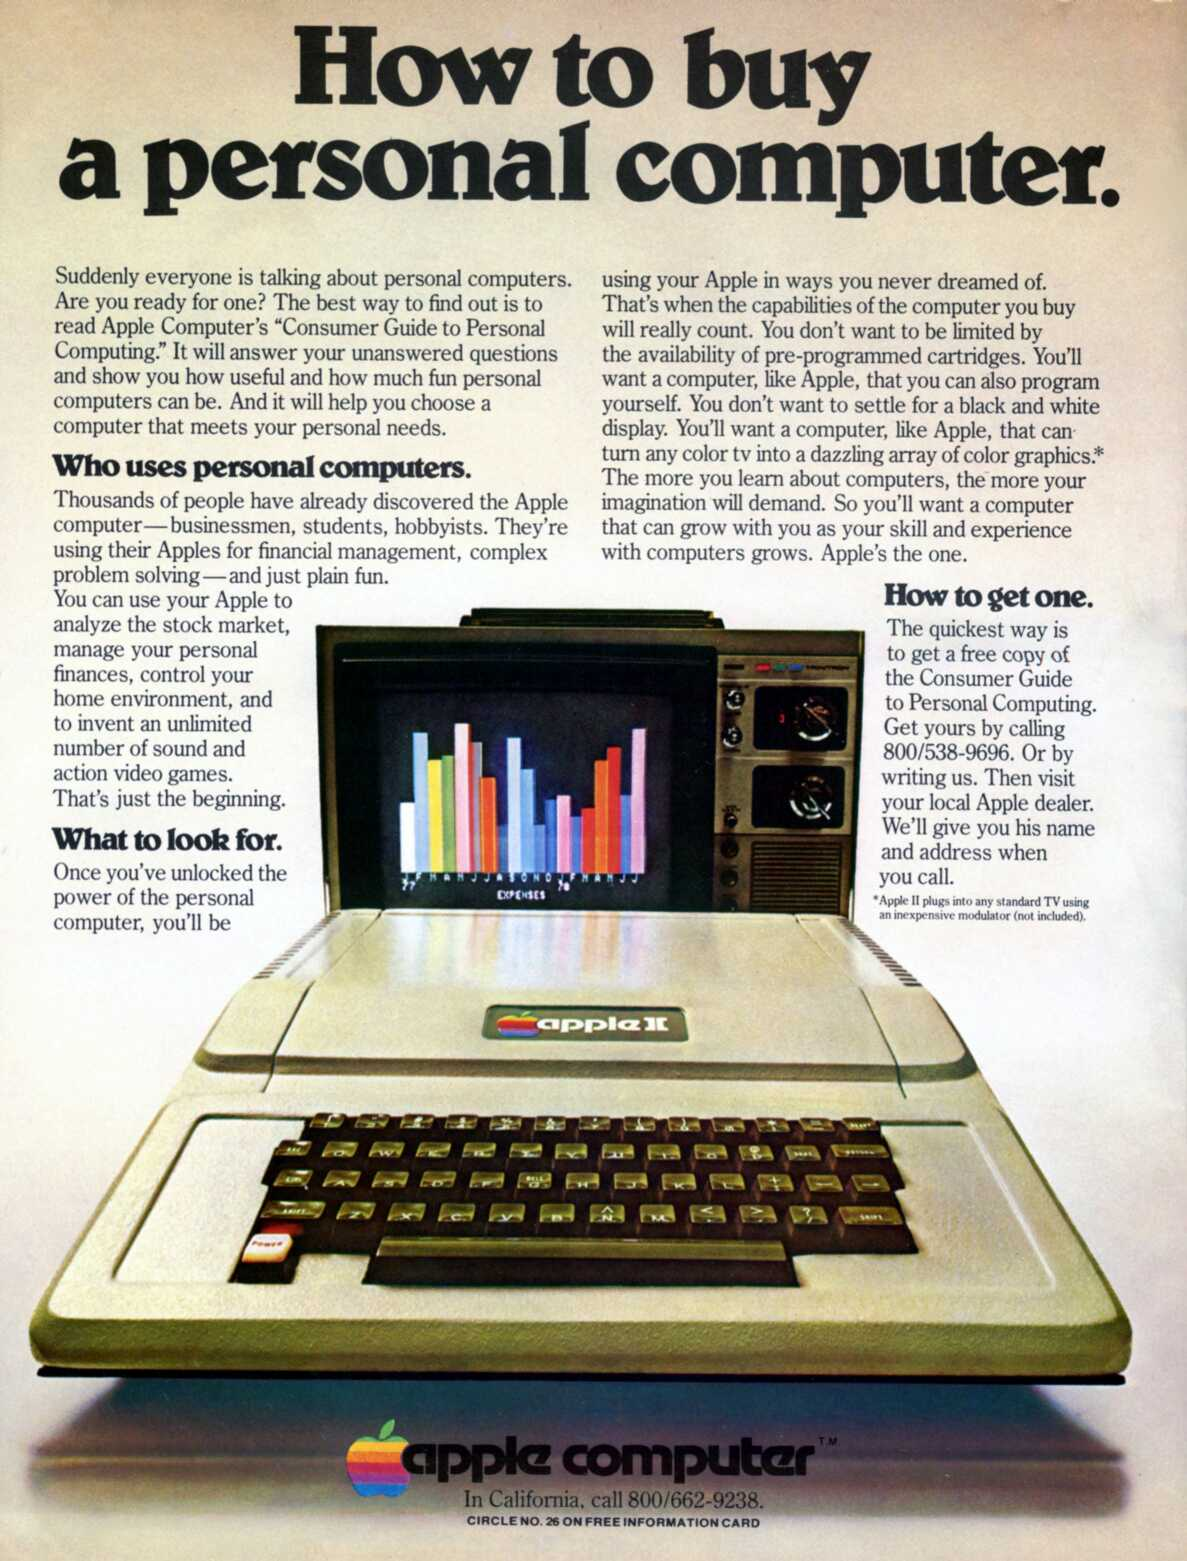 How to buy
a personal computer.
Suddenly everyone is talking about personal computers.
Are you ready for one? The best way to find out is to
read Apple Computer's “Consumer Guide to Personal
Computing.” It will answer your unanswered questions
and show you how useful and how much fun personal
computers can be. And it will help you choose a
computer that meets your personal needs.
Who uses personal computers.
Thousands of people have already discovered the Apple
computer—businessmen, students, hobbyists. They're
using their Apples for financial management, complex
problem solving—and just plain fun.
You can use your Apple to
analyze the stock market,
manage your personal
finances, control your
home environment, and
to invent an unlimited
number of sound and
action video games.
That's just the beginning.
What to look for.
Once you've unlocked the
power of the personal
computer, you'll be
using your Apple in ways you never dreamed of.
That's when the capabilities of the computer you buy
will really count. You don't want to be limited by
the availability of pre-programmed cartridges. You'll
want a computer, like Apple, that you can also program
yourself. You don't want to settle for a black and white
display. You'll want a computer, like Apple, that can
turn any color tv into a dazzling array of color graphics.*
The more you learn about computers, the more your
imagination will demand. So you'll want a computer
that can grow with you as your skill and experience
with computers grows. Apple's the one.
How to get one.
The quickest way is
to get a free copy of
the Consumer Guide
to Personal Computing.
Get yours by calling
800/538-9696. Or by
writing us. Then visit
your local Apple dealer.
We'll give you his name
and address when
you call.
*Apple II plugs into any standard TV using
an inexpensive modulator (not included).
J F M A M J J A S O N D J F M A M J J
77 78
EXPENSES
apple II
Q W E R T Y U I O P
A S D F G H J K L
SHIFT Z X C V B N M < > ? / SHIFT
POWER
apple computer™
In California, call 800/662-9238.
CIRCLE NO. 26 ON FREE INFORMATION CARD